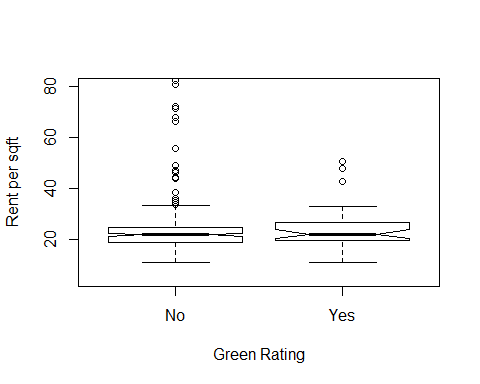 Rent per sqft
80
60
40
20
No
Yes
Green Rating